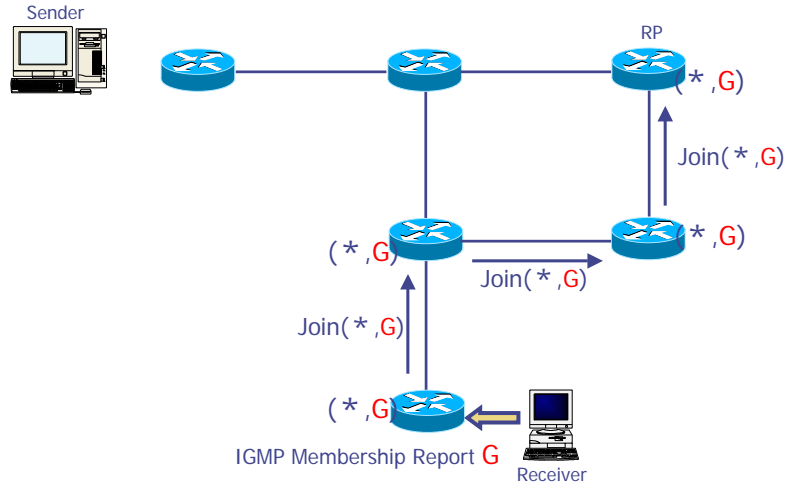 Sender
RP
(*,G)
Join(*,G)
(*,G)
(*,G)
Join(*,G)
Join(*,G)
(*,G)
IGMP Membership Report G
Receiver